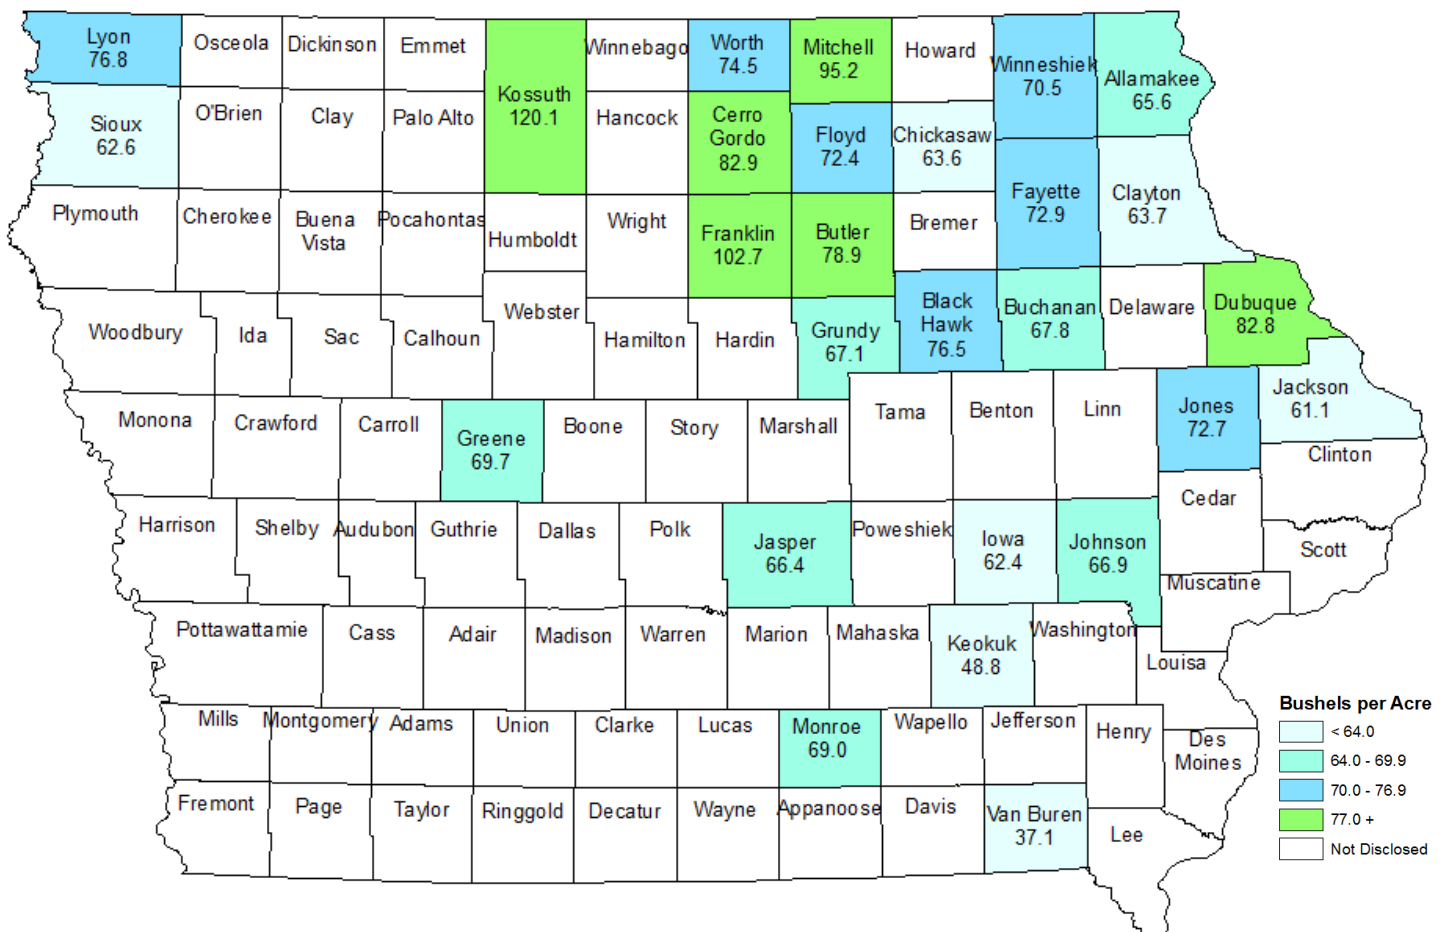 Lyon
76.8
Osceola
Dickinson
Emmet
Kossuth
120.1
Winnebago
Worth
74.5
Mitchell
95.2
Howard
Winneshiek
70.5
Allamakee
65.6
Sioux
62.6
O'Brien
Clay
Palo Alto
Hancock
Cerro
Gordo
82.9
Floyd
72.4
Chickasaw
63.6
Fayette
72.9
Clayton
63.7
Plymouth
Cherokee
Buena
Vista
Pocahontas
Humboldt
Wright
Franklin
102.7
Butler
78.9
Bremer
Woodbury
Ida
Sac
Calhoun
Webster
Hamilton
Hardin
Grundy
67.1
Black
Hawk
76.5
Buchanan
67.8
Delaware
Dubuque
82.8
Monona
Crawford
Carroll
Greene
69.7
Boone
Story
Marshall
Tama
Benton
Linn
Jones
72.7
Jackson
61.1
Clinton
Harrison
Shelby
Audubon
Guthrie
Dallas
Polk
Jasper
66.4
Poweshiek
Iowa
62.4
Johnson
66.9
Cedar
Scott
Muscatine
Pottawattamie
Cass
Adair
Madison
Warren
Marion
Mahaska
Keokuk
48.8
Washington
Louisa
Mills
Montgomery
Adams
Union
Clarke
Lucas
Monroe
69.0
Wapello
Jefferson
Henry
Des
Moines
Fremont
Page
Taylor
Ringgold
Decatur
Wayne
Appanoose
Davis
Van Buren
37.1
Lee
Bushels per Acre
< 64.0
64.0 - 69.9
70.0 - 76.9
77.0 +
Not Disclosed